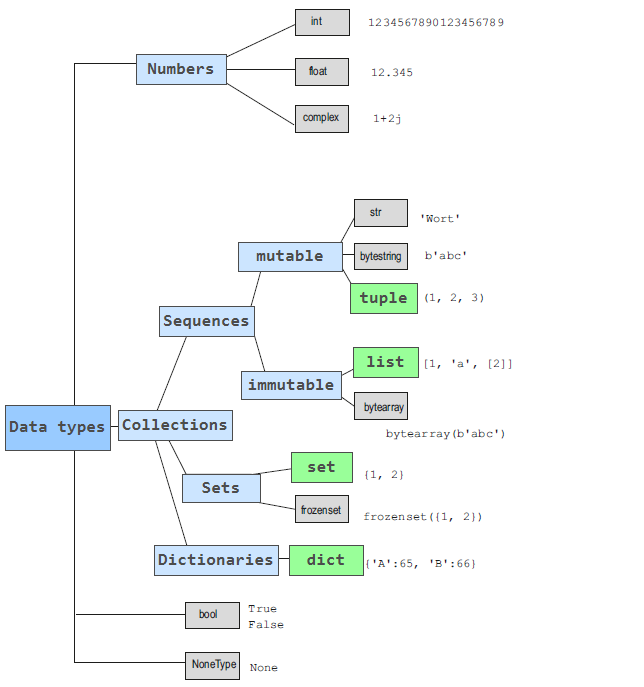 int 1234567890123456789
Numbers float 12.345
complex 1+2j
str 'Wort'
mutable bytestring b'abc'
tuple (1, 2, 3)
Sequences
list [1, 'a', [2]]
immutable
bytearray
bytearray(b'abc')
Data types Collections
set {1, 2}
Sets
frozenset frozenset({1, 2})
Dictionaries dict {'A':65, 'B':66}
bool True
False
NoneType None